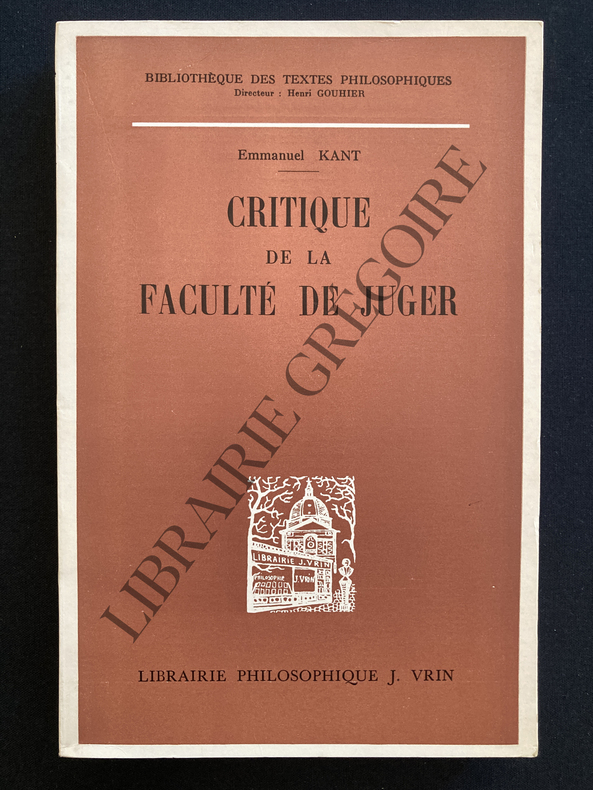 BIBLIOTHÈQUE DES TEXTES PHILOSOPHIQUES
Directeur : Henri GOUHIER
Emmanuel KANT
CRITIQUE
DE LA
FACULTÉ DE JUGER
LIBRAIRIE GREGOIRE
LIBRAIRIE J. VRIN
PHILOSOPHIE
J. VRIN
LIBRAIRIE PHILOSOPHIQUE J. VRIN